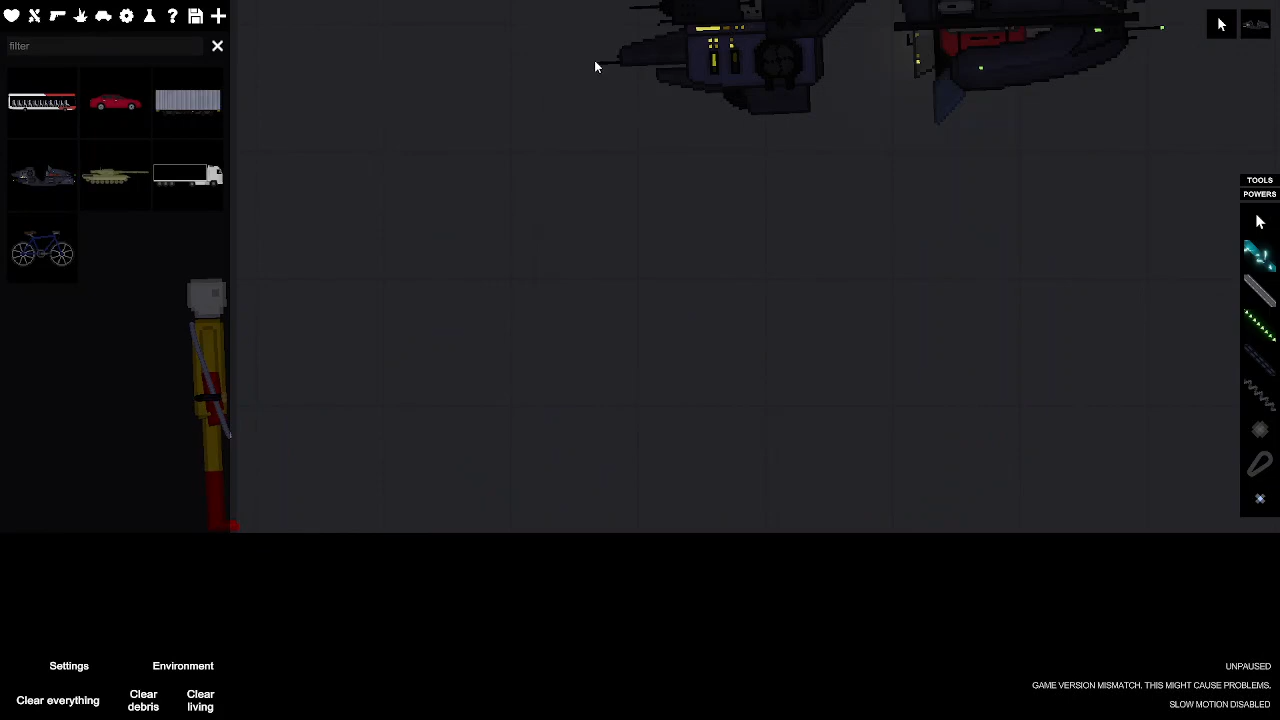 filter
TOOLS
POWERS
Settings
Environment
Clear everything
Clear
debris
Clear
living
UNPAUSED
GAME VERSION MISMATCH. THIS MIGHT CAUSE PROBLEMS.
SLOW MOTION DISABLED